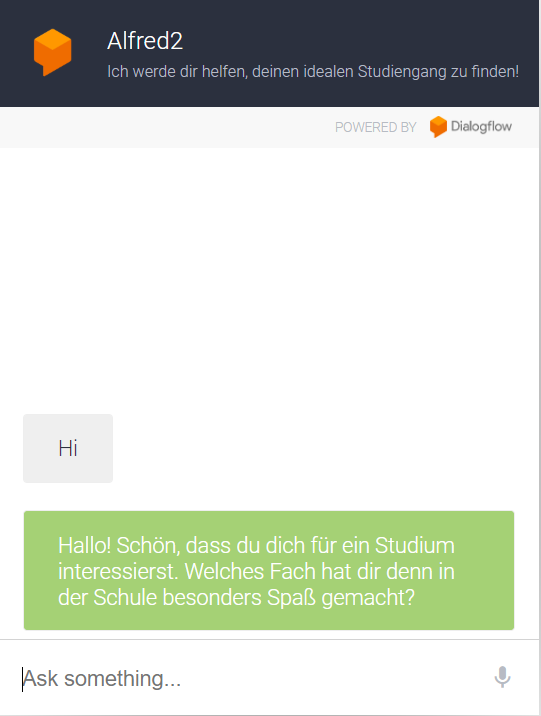 Alfred2
Ich werde dir helfen, deinen idealen Studiengang zu finden!
POWERED BY Dialogflow
Hi
Hallo! Schön, dass du dich für ein Studium
interessierst. Welches Fach hat dir denn in
der Schule besonders Spaß gemacht?
Ask something...